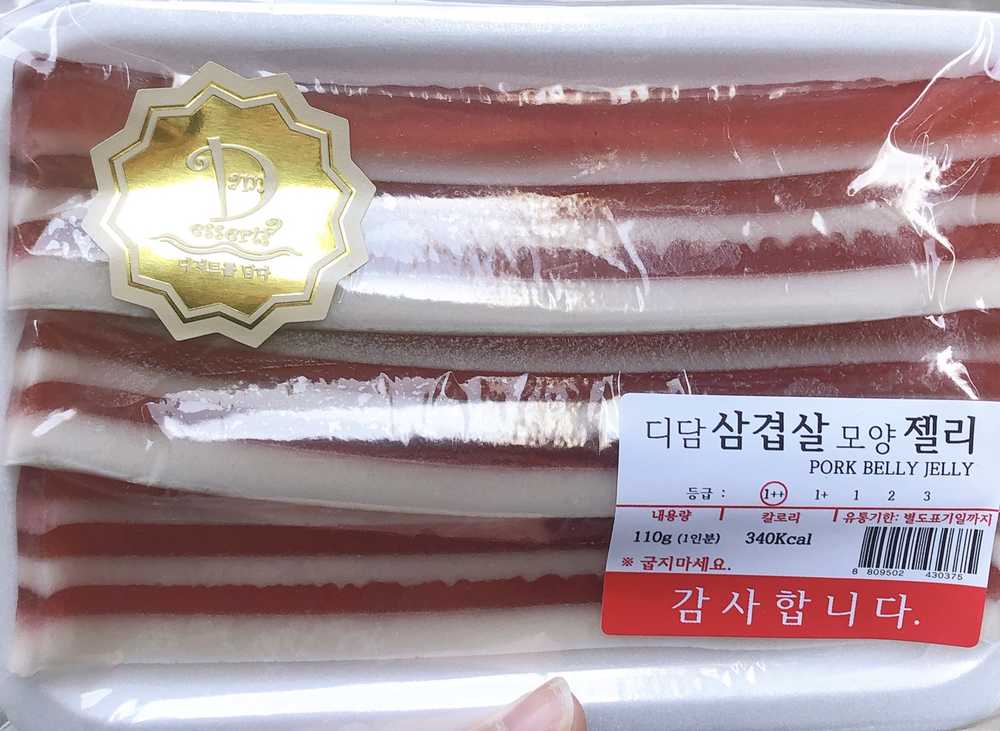 Dam
Desserts
디저트를 담다
디담 삼겹살 모양 젤리
PORK BELLY JELLY
등급 : 1++ 1+ 1 2 3
내용량 칼로리 유통기한: 별도표기일까지
110g (1인분) 340Kcal
※ 굽지마세요.
8 809502 430375
감사합니다.